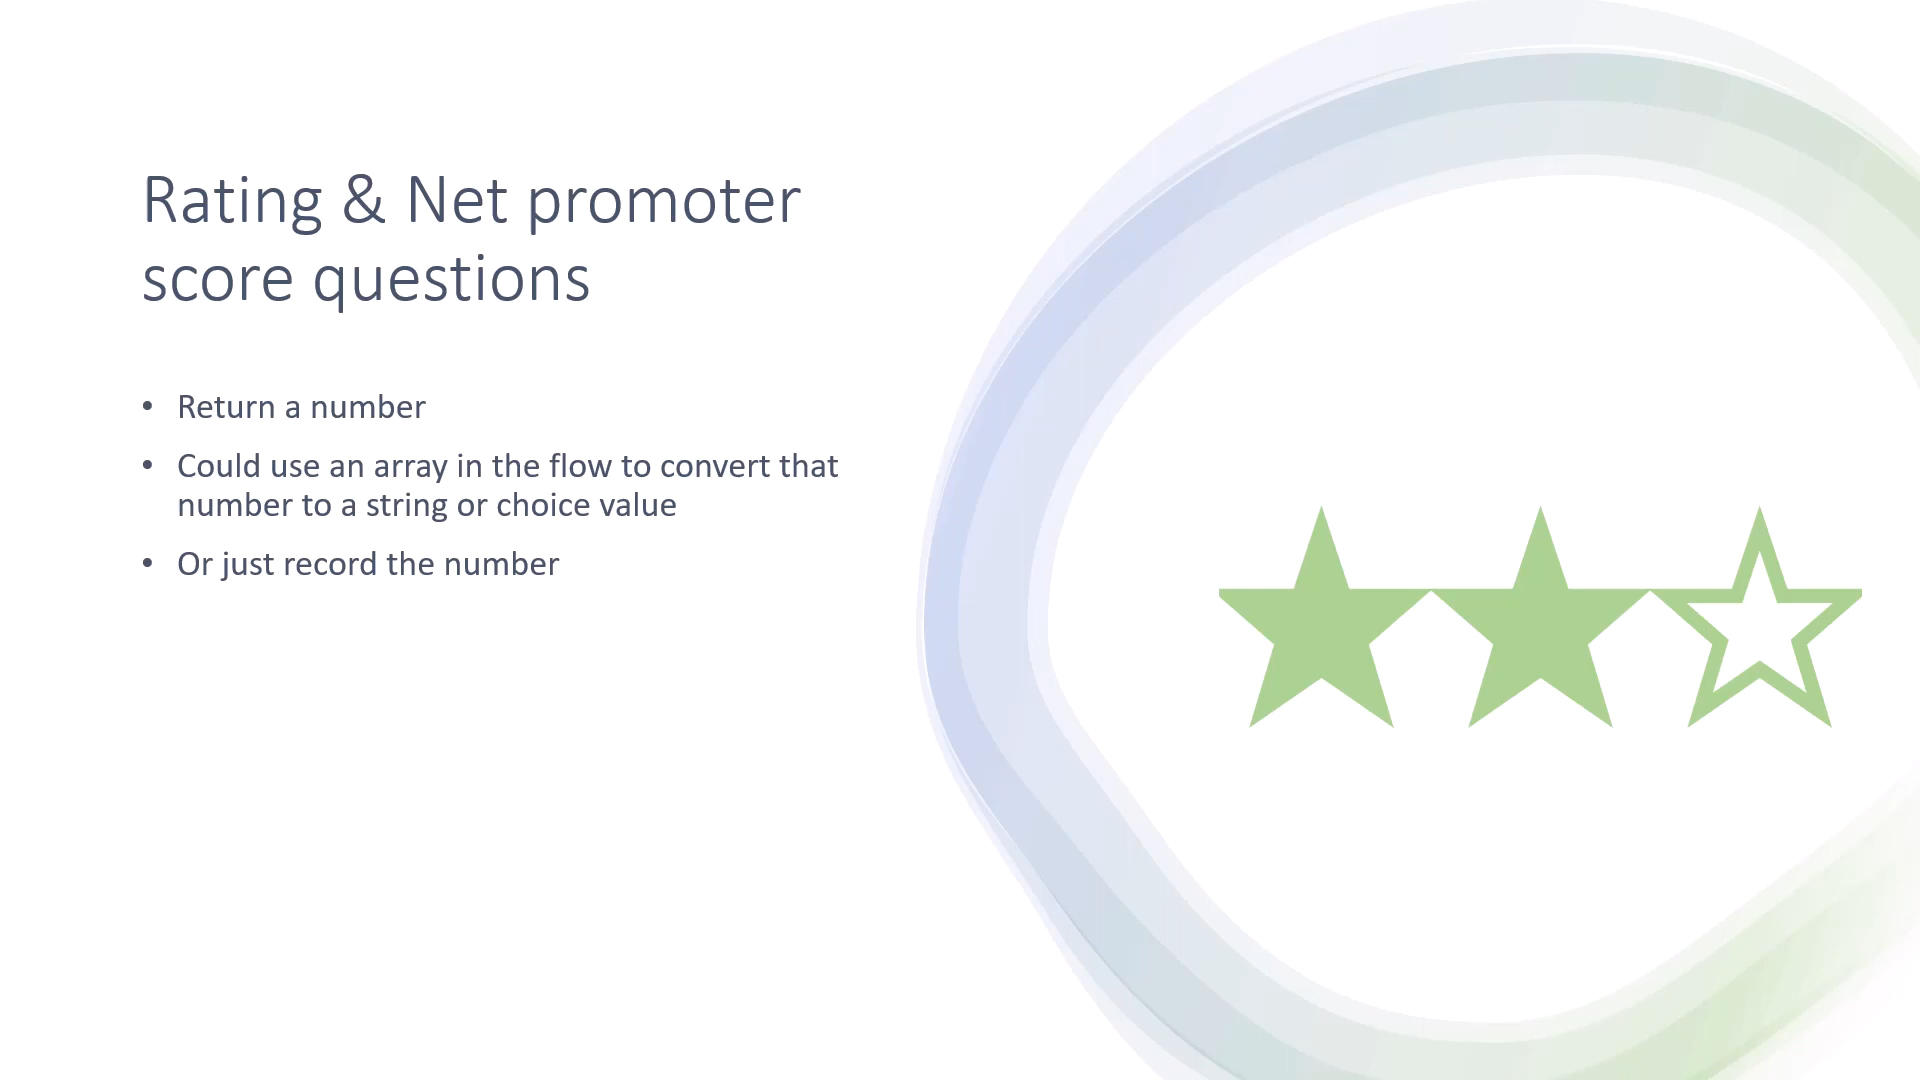 Rating & Net promoter
score questions
• Return a number
• Could use an array in the flow to convert that
number to a string or choice value
• Or just record the number